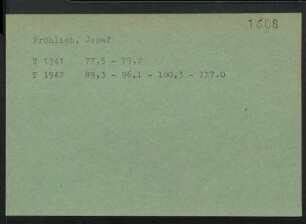 1608
Fröhlich, Josef
T 1941 77,5 - 79,2
T 1942 89,3 - 96,1 - 100,3 - 117.0